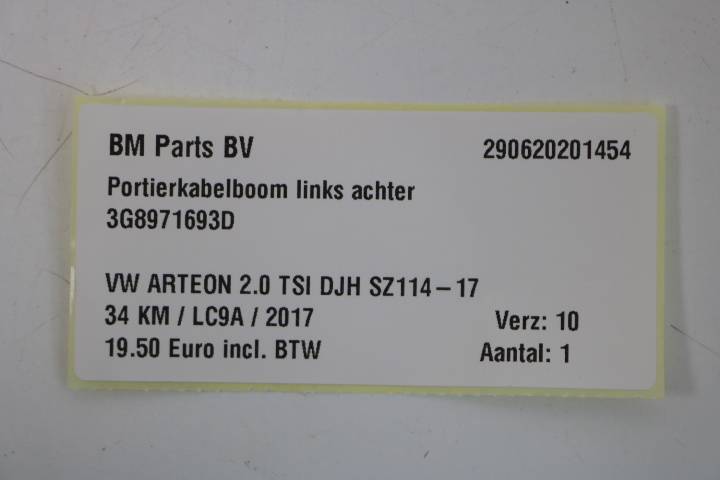 BM Parts BV 290620201454
Portierkabelboom links achter
3G8971693D
VW ARTEON 2.0 TSI DJH SZ114-17
34 KM / LC9A / 2017 Verz: 10
19.50 Euro incl. BTW Aantal: 1